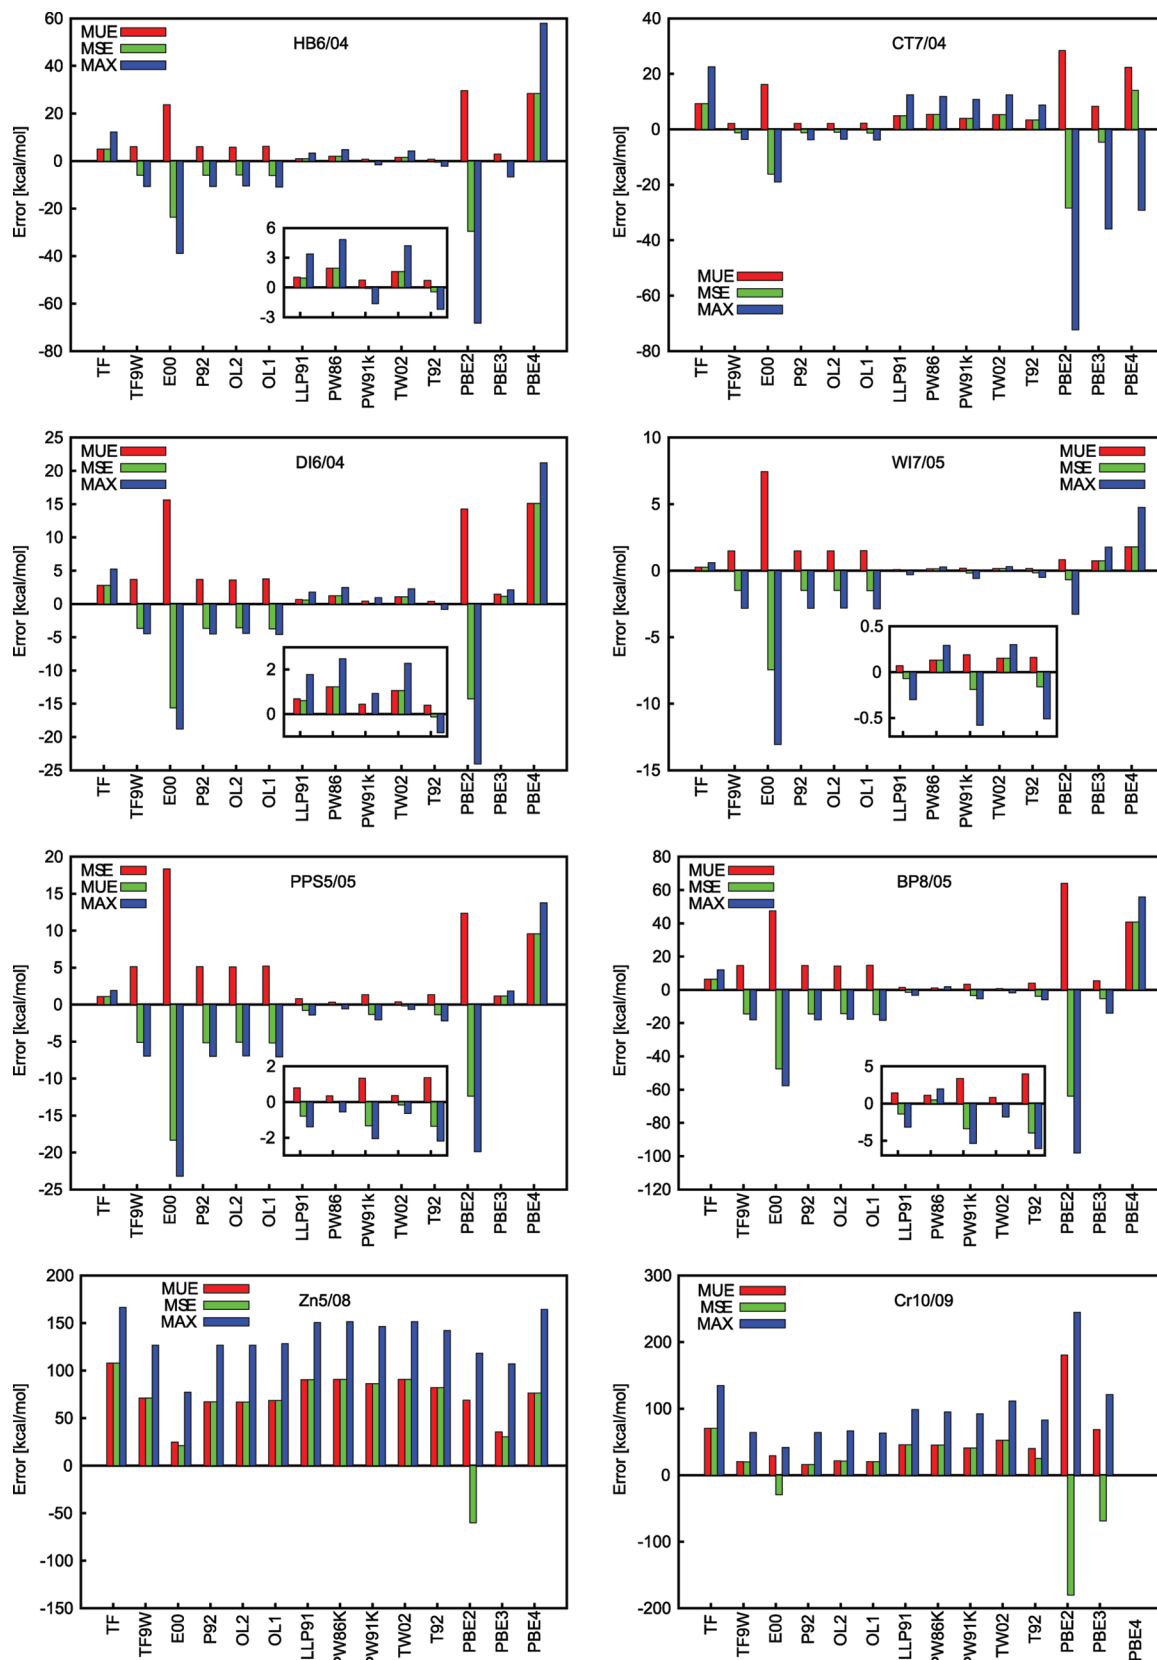 HB6/04
MUE
MSE
MAX
Error [kcal/mol]
60
40
20
0
-20
-40
-60
-80
6
3
0
-3
TF TF9W E00 P92 OL2 OL1 LLP91 PW86 PW91k TW02 T92 PBE2 PBE3 PBE4
CT7/04
MUE
MSE
MAX
Error [kcal/mol]
40
20
0
-20
-40
-60
-80
TF TF9W E00 P92 OL2 OL1 LLP91 PW86 PW91k TW02 T92 PBE2 PBE3 PBE4
DI6/04
MUE
MSE
MAX
Error [kcal/mol]
25
20
15
10
5
0
-5
-10
-15
-20
-25
2
0
TF TF9W E00 P92 OL2 OL1 LLP91 PW86 PW91k TW02 T92 PBE2 PBE3 PBE4
WI7/05
MUE
MSE
MAX
Error [kcal/mol]
10
5
0
-5
-10
-15
0.5
0
-0.5
TF TF9W E00 P92 OL2 OL1 LLP91 PW86 PW91k TW02 T92 PBE2 PBE3 PBE4
PPS5/05
MSE
MUE
MAX
Error [kcal/mol]
20
15
10
5
0
-5
-10
-15
-20
-25
2
0
-2
TF TF9W E00 P92 OL2 OL1 LLP91 PW86 PW91k TW02 T92 PBE2 PBE3 PBE4
BP8/05
MUE
MSE
MAX
Error [kcal/mol]
80
60
40
20
0
-20
-40
-60
-80
-100
-120
5
0
-5
TF TF9W E00 P92 OL2 OL1 LLP91 PW86 PW91k TW02 T92 PBE2 PBE3 PBE4
Zn5/08
MUE
MSE
MAX
Error [kcal/mol]
200
150
100
50
0
-50
-100
-150
TF TF9W E00 P92 OL2 OL1 LLP91 PW86K PW91K TW02 T92 PBE2 PBE3 PBE4
Cr10/09
MUE
MSE
MAX
Error [kcal/mol]
300
200
100
0
-100
-200
TF TF9W E00 P92 OL2 OL1 LLP91 PW86K PW91K TW02 T92 PBE2 PBE3 PBE4